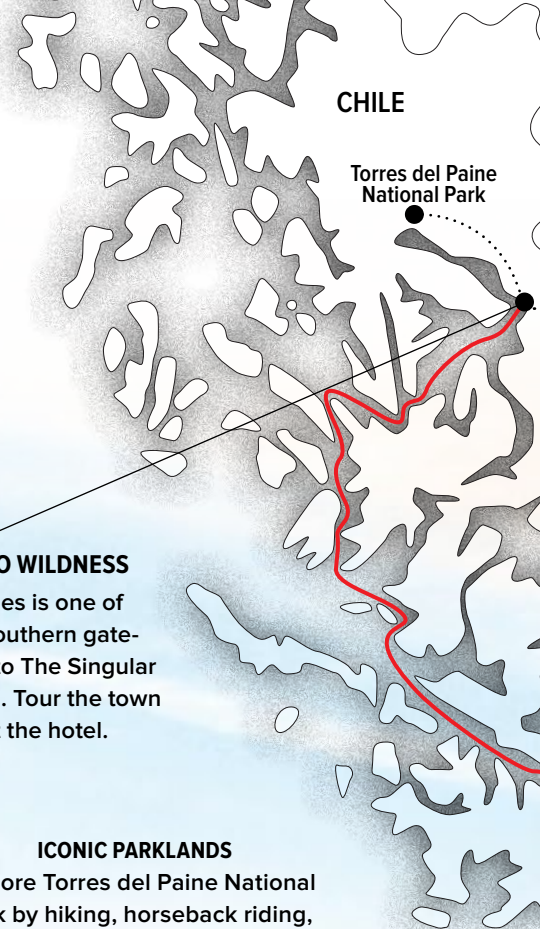 CHILE
Torres del Paine
National Park
O WILDNESS
es is one of
outhern gate-
to The Singular
. Tour the town
t the hotel.
ICONIC PARKLANDS
ore Torres del Paine National
k by hiking, horseback riding,